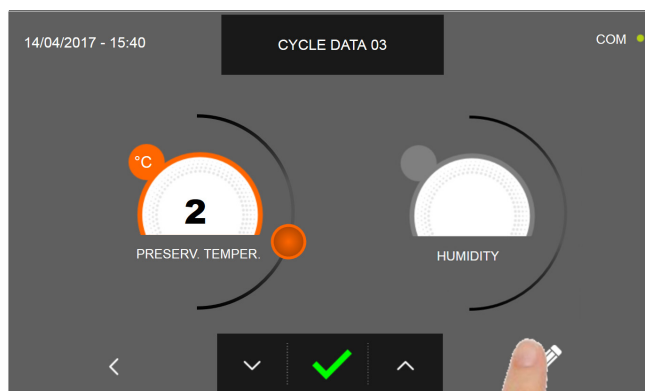 14/04/2017 - 15:40
CYCLE DATA 03
COM
°C
2
PRESERV. TEMPER.
HUMIDITY